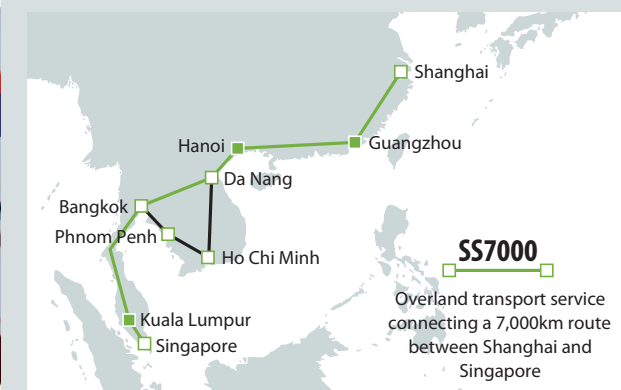 Shanghai
Hanoi
Guangzhou
Da Nang
Bangkok
Phnom Penh
Ho Chi Minh
SS7000
Overland transport service
connecting a 7,000km route
between Shanghai and
Singapore
Kuala Lumpur
Singapore